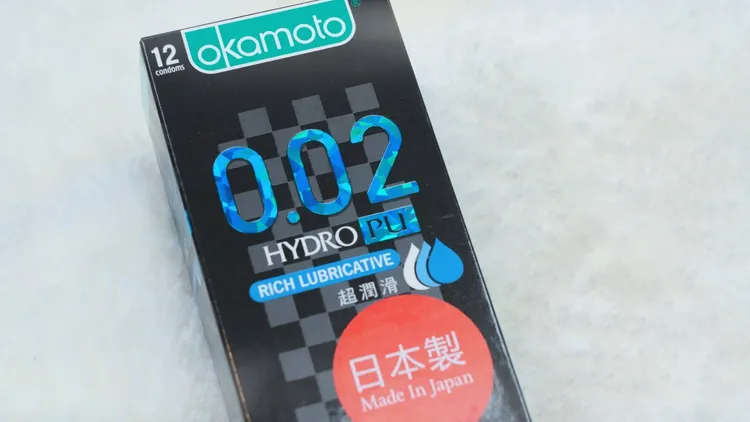 12
condoms
okamoto®
0.02
HYDRO PU
RICH LUBRICATIVE
超潤滑
日本製
Made In Japan